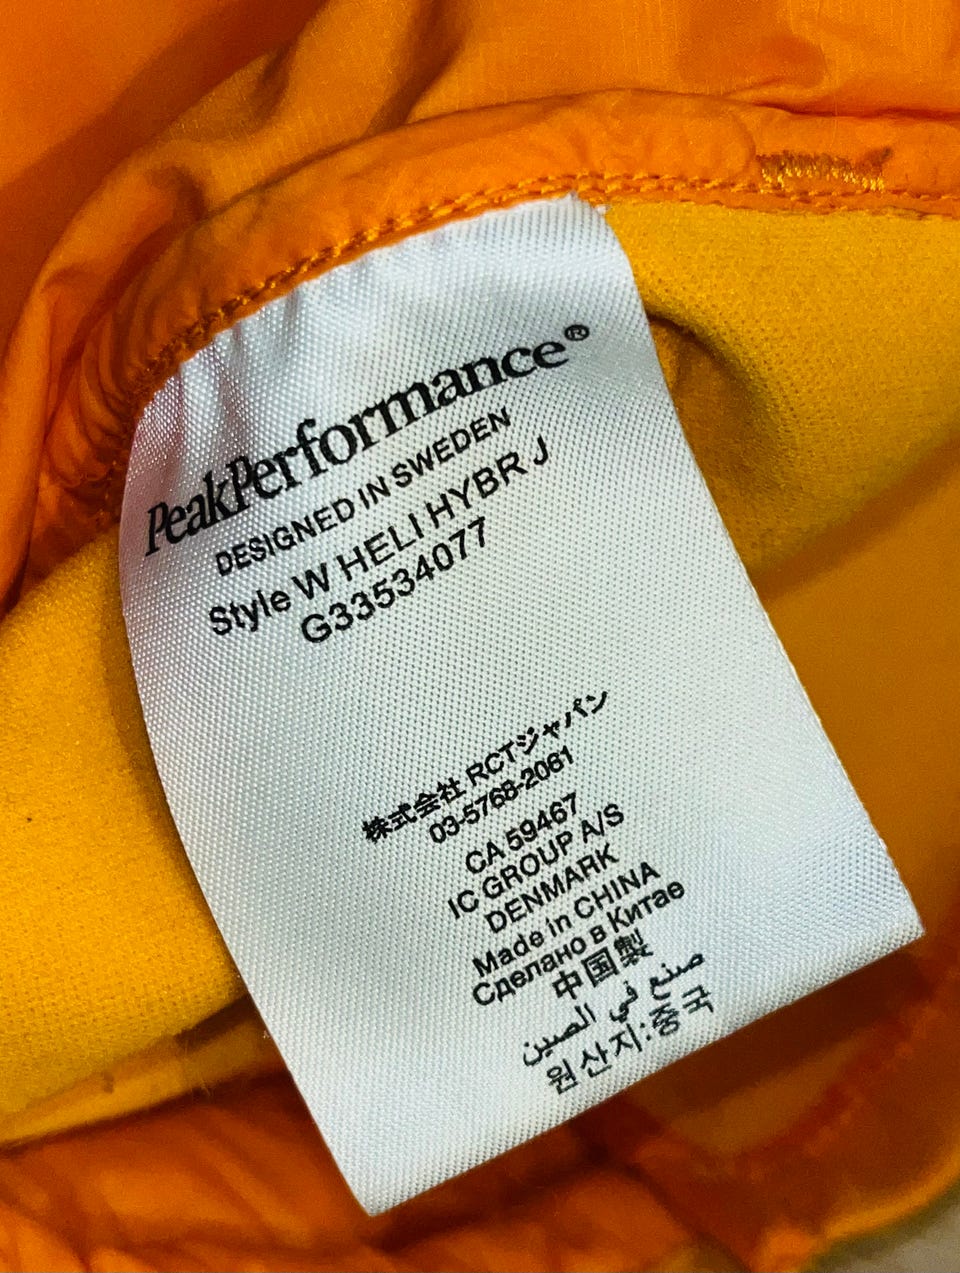 PeakPerformance®
DESIGNED IN SWEDEN
Style W HELI HYBR J
G33534077
株式会社 RCTジャパン
03-5768-2061
CA 59467
IC GROUP A/S
DENMARK
Made in CHINA
Сделано в Китае
中国製
صنع في الصين
원산지:중국